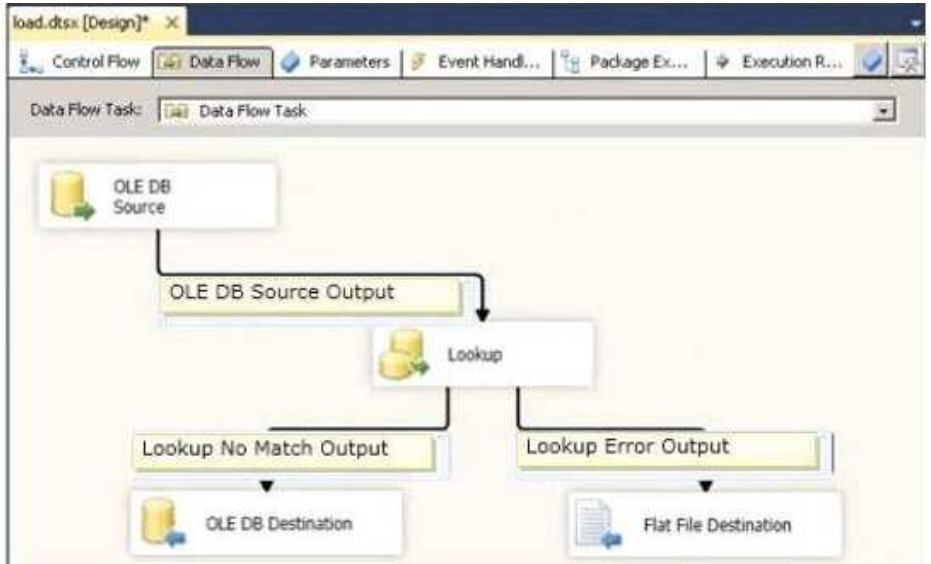 load.dtsx [Design]*
Control Flow Data Flow Parameters Event Handl... Package Ex... Execution R...
Data Flow Task: Data Flow Task
OLE DB
Source
OLE DB Source Output
Lookup
Lookup No Match Output Lookup Error Output
OLE DB Destination Flat File Destination